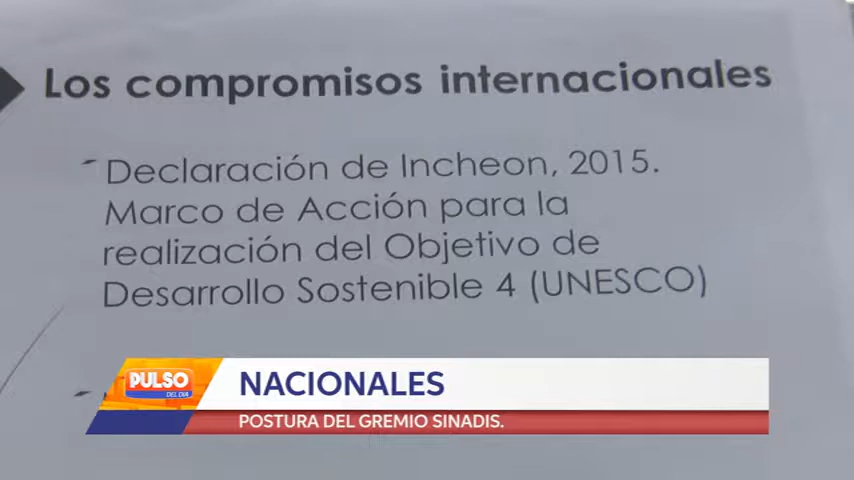 Los compromisos internacionales
Declaración de Incheon, 2015.
Marco de Acción para la
realización del Objetivo de
Desarrollo Sostenible 4 (UNESCO)
PULSO
DEL DÍA
NACIONALES
POSTURA DEL GREMIO SINADIS.